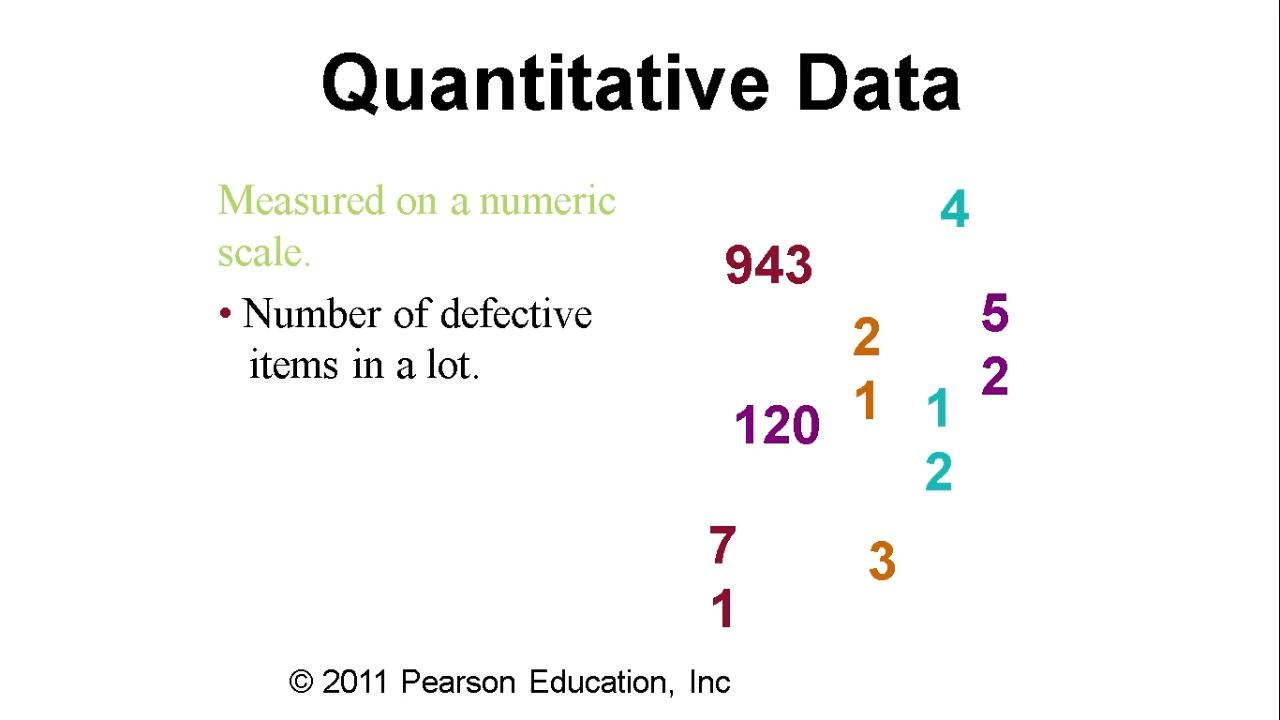 Quantitative Data
Measured on a numeric
scale.
• Number of defective
items in a lot.
4
943
5
2
2
1
1
2
120
7
1
3
© 2011 Pearson Education, Inc